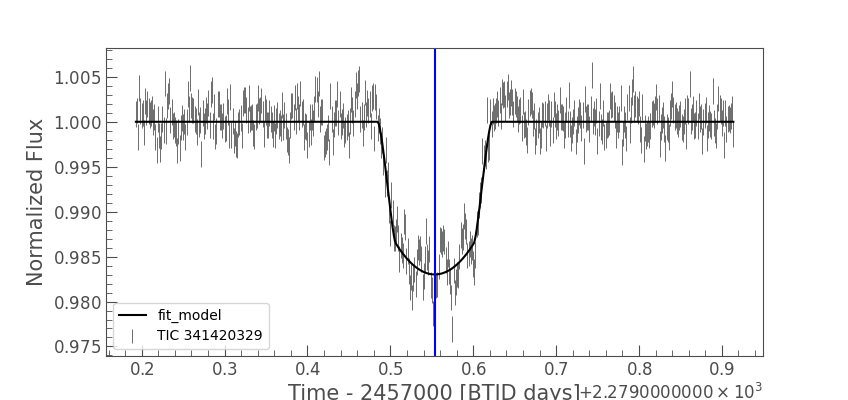 Normalized Flux
1.005
1.000
0.995
0.990
0.985
0.980
0.975
fit_model
TIC 341420329
0.2 0.3 0.4 0.5 0.6 0.7 0.8 0.9
Time - 2457000 [BTJD days]
+2.2790000000 × 10³